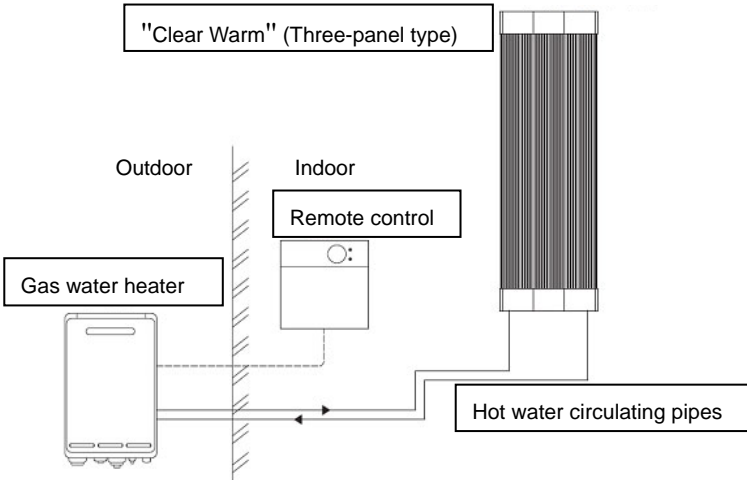 "Clear Warm" (Three-panel type)
Outdoor
Indoor
Remote control
Gas water heater
Hot water circulating pipes